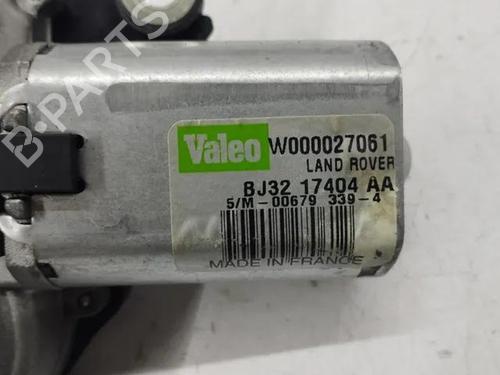 B-PARTS
Valeo W000027061
LAND ROVER
BJ32 17404 AA
5/M-00679 339-4
MADE IN FRANCE